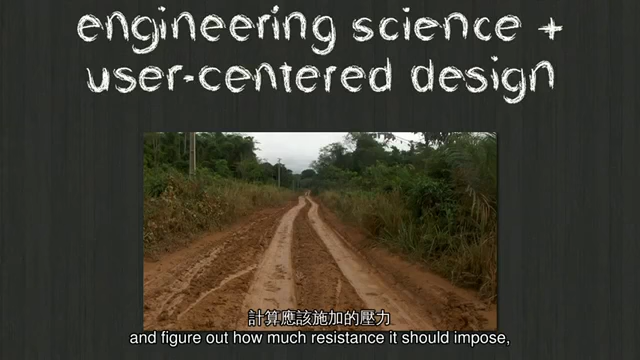 engineering science +
user-centered design
計算應該施加的壓力
and figure out how much resistance it should impose,